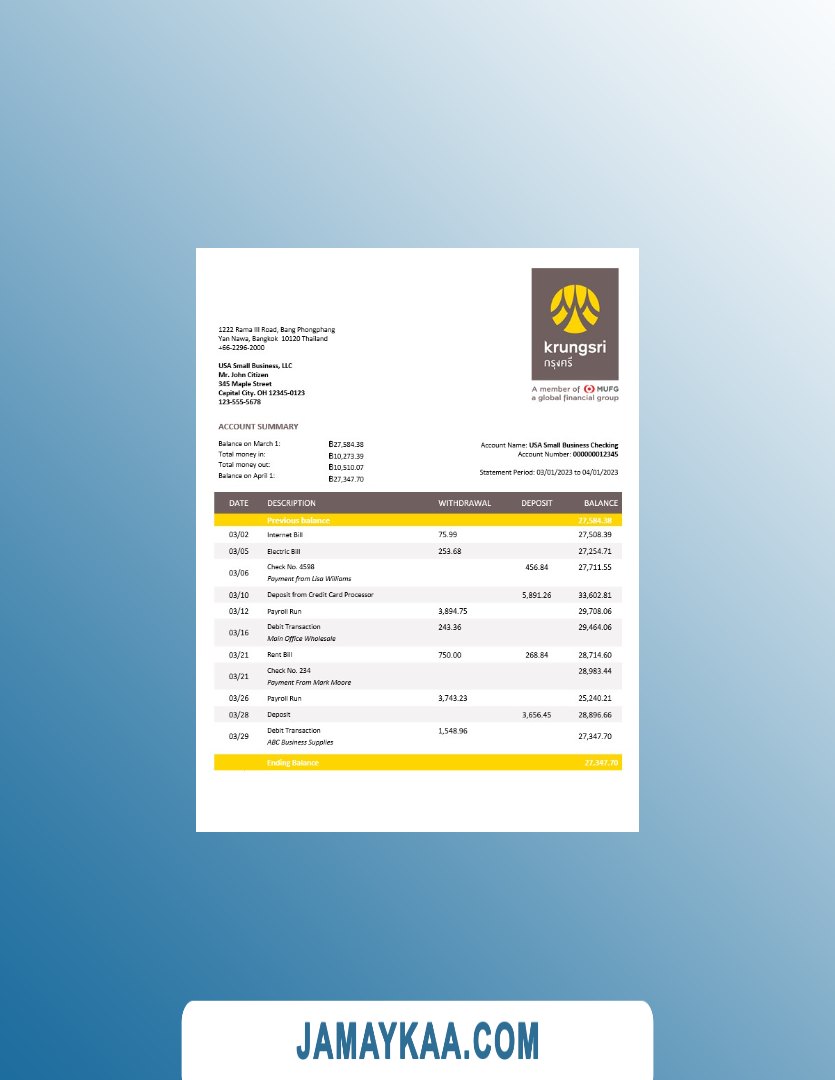 krungsri
กรุงศรี
A member of MUFG
a global financial group
1222 Rama III Road, Bang Phongphang
Yan Nawa, Bangkok 10120 Thailand
+66-2296-2000
USA Small Business, LLC
Mr. John Citizen
345 Maple Street
Capital City. OH 12345-0123
123-555-5678
ACCOUNT SUMMARY
Balance on March 1: ฿27,584.38
Total money in: ฿10,273.39
Total money out: ฿10,510.07
Balance on April 1: ฿27,347.70
Account Name: USA Small Business Checking
Account Number: 000000012345
Statement Period: 03/01/2023 to 04/01/2023
DATE DESCRIPTION WITHDRAWAL DEPOSIT BALANCE
Previous balance 27,584.38
03/02 Internet Bill 75.99 27,508.39
03/05 Electric Bill 253.68 27,254.71
03/06 Check No. 4598 456.84 27,711.55
Payment from Lisa Williams
03/10 Deposit from Credit Card Processor 5,891.26 33,602.81
03/12 Payroll Run 3,894.75 29,708.06
03/16 Debit Transaction 243.36 29,464.06
Main Office Wholesale
03/21 Rent Bill 750.00 268.84 28,714.60
03/21 Check No. 234 28,983.44
Payment From Mark Moore
03/26 Payroll Run 3,743.23 25,240.21
03/28 Deposit 3,656.45 28,896.66
03/29 Debit Transaction 1,548.96 27,347.70
ABC Business Supplies
Ending Balance 27.347.70
JAMAYKAA.COM